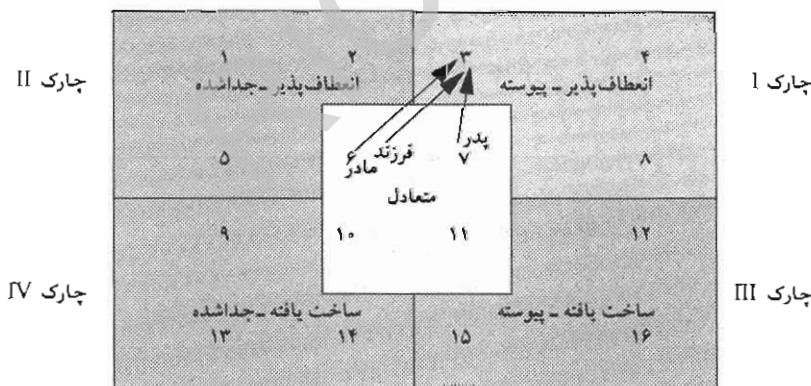 ۴ ۳ ۲ ۱
چارک I انعطاف‌پذیر ـ پیوسته انعطاف‌پذیر ـ جداشده چارک II
پدر فرزند مادر
۸ ۷ ۶ ۵
متعادل
۱۲ ۱۱ ۱۰ ۹
چارک III ساخت یافته ـ پیوسته ساخت یافته ـ جداشده چارک IV
۱۶ ۱۵ ۱۴ ۱۳